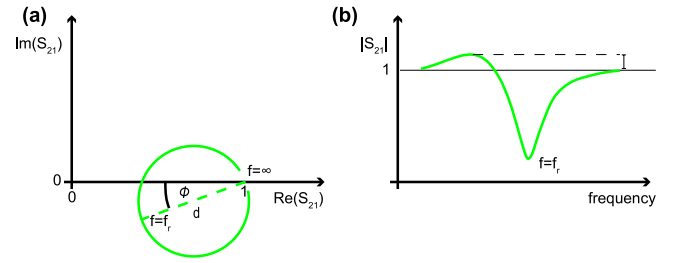 (a)
Im(S₂₁)
0
0
f=∞
ϕ
1
Re(S₂₁)
f=fᵣ
d
(b)
|S₂₁|
1
f=fᵣ
frequency